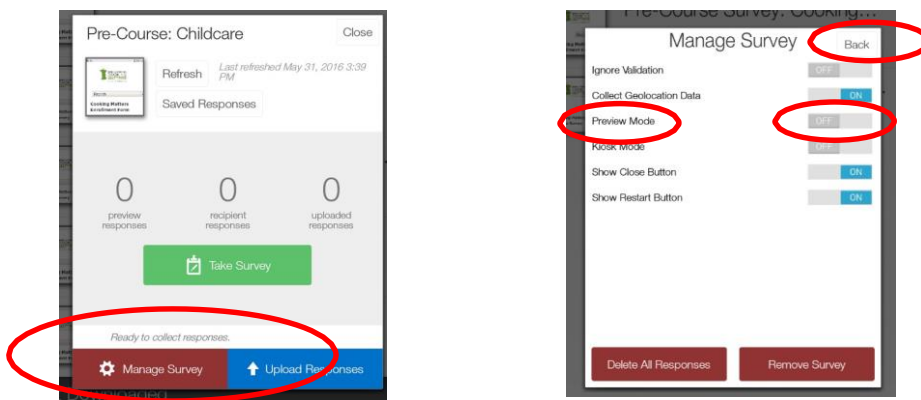 Pre-Course: Childcare
Close
Refresh
Last refreshed May 31, 2016 3:39
PM
Saved Responses
Cooking Matters
Enrollment Form
0
0
0
preview
responses
recipient
responses
uploaded
responses
Take Survey
Ready to collect responses.
Manage Survey
Upload Responses
Downloaded
Pre-Course Survey: Cooking...
Manage Survey
Back
Ignore Validation
OFF
Collect Geolocation Data
ON
Preview Mode
OFF
Kiosk Mode
OFF
Show Close Button
ON
Show Restart Button
ON
Delete All Responses
Remove Survey